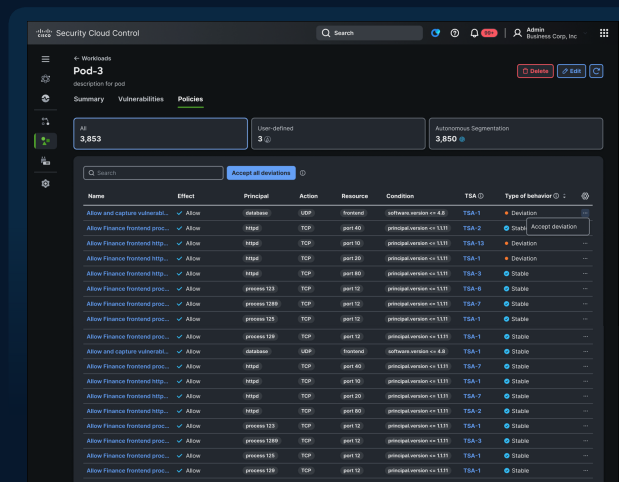 CISCO Security Cloud Control
Search
99+
Admin
Business Corp, Inc
← Workloads
Pod-3
description for pod
Delete
Edit
Summary Vulnerabilities Policies
All
3,853
User-defined
3
Autonomous Segmentation
3,850
Search
Accept all deviations
Name Effect Principal Action Resource Condition TSA Type of behavior
Allow and capture vulnerabi... Allow database UDP frontend software.version <= 4.8 TSA-1 Deviation ...
Accept deviation
Allow Finance frontend proc... Allow httpd TCP port 40 principal.version <= 1.1.11 TSA-2
Allow Finance frontend http... Allow httpd TCP port 10 principal.version <= 1.1.11 TSA-13 Deviation ...
Allow Finance frontend http... Allow httpd TCP port 20 principal.version <= 1.1.11 TSA-1 Deviation ...
Allow Finance frontend http... Allow httpd TCP port 80 principal.version <= 1.1.11 TSA-3 Stable ...
Allow Finance frontend proc... Allow process 123 TCP port 12 principal.version <= 1.1.11 TSA-6 Stable ...
Allow Finance frontend proc... Allow process 1289 TCP port 12 principal.version <= 1.1.11 TSA-7 Stable ...
Allow Finance frontend proc... Allow process 125 TCP port 12 principal.version <= 1.1.11 TSA-1 Stable ...
Allow Finance frontend proc... Allow process 129 TCP port 12 principal.version <= 1.1.11 TSA-1 Stable ...
Allow and capture vulnerabi... Allow database UDP frontend software.version <= 4.8 TSA-1 Stable ...
Allow Finance frontend proc... Allow httpd TCP port 40 principal.version <= 1.1.11 TSA-7 Stable ...
Allow Finance frontend http... Allow httpd TCP port 10 principal.version <= 1.1.11 TSA-1 Stable ...
Allow Finance frontend http... Allow httpd TCP port 20 principal.version <= 1.1.11 TSA-7 Stable ...
Allow Finance frontend http... Allow httpd TCP port 80 principal.version <= 1.1.11 TSA-2 Stable ...
Allow Finance frontend proc... Allow process 123 TCP port 12 principal.version <= 1.1.11 TSA-1 Stable ...
Allow Finance frontend proc... Allow process 1289 TCP port 12 principal.version <= 1.1.11 TSA-3 Stable ...
Allow Finance frontend proc... Allow process 125 TCP port 12 principal.version <= 1.1.11 TSA-1 Stable ...
Allow Finance frontend proc... Allow process 129 TCP port 12 principal.version <= 1.1.11 TSA-1 Stable ...